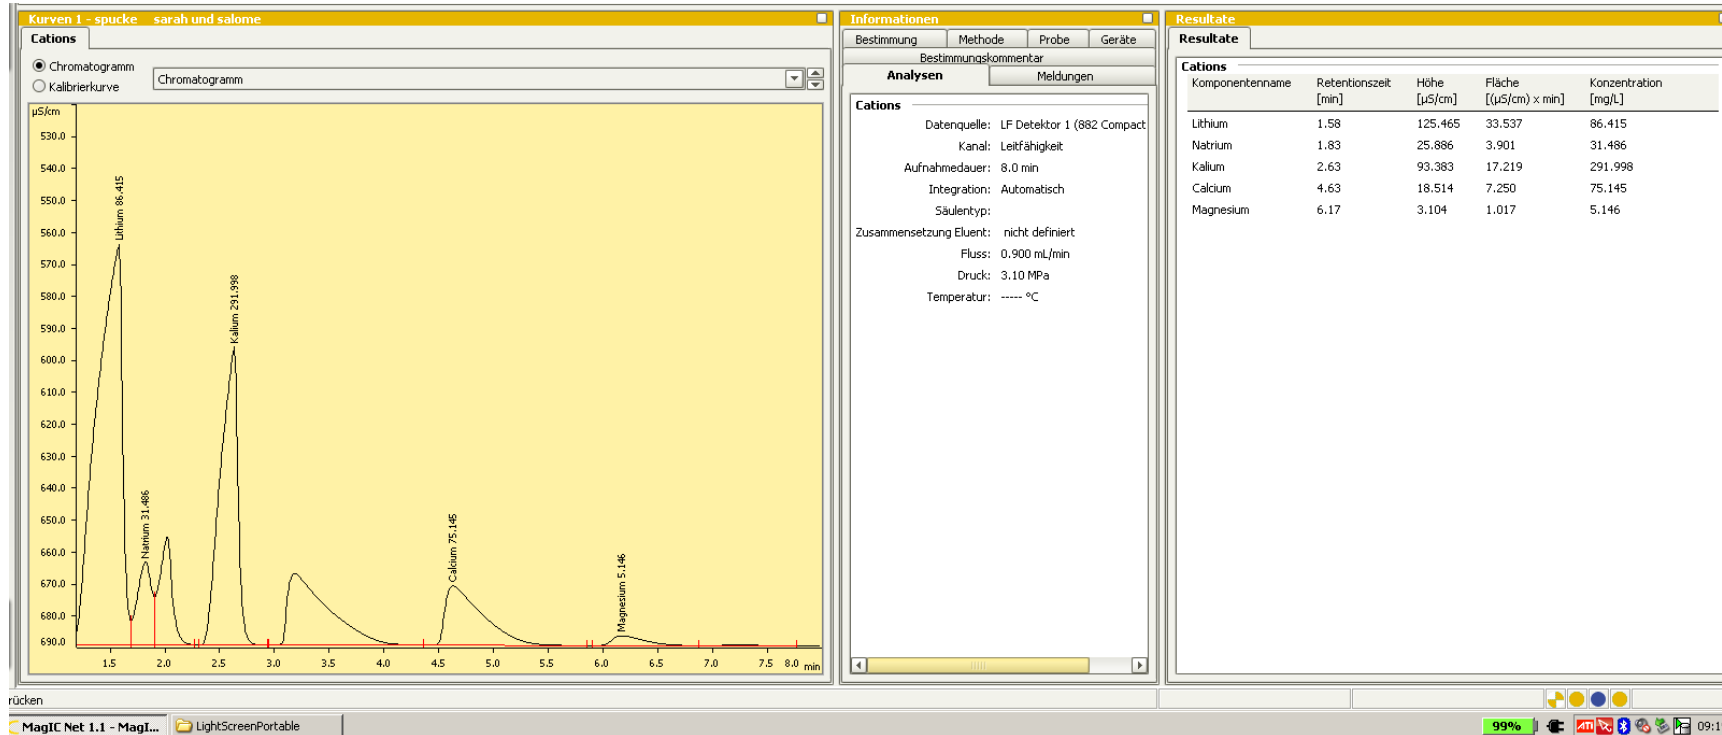 Kurven 1 - spucke sarah und salome
Cations
Chromatogramm
Kalibrierkurve
Chromatogramm
µS/cm
530.0
540.0
550.0
560.0
570.0
580.0
590.0
600.0
610.0
620.0
630.0
640.0
650.0
660.0
670.0
680.0
690.0
Lithium 86.415
Natrium 31.486
Kalium 291.998
Calcium 75.145
Magnesium 5.146
1.5 2.0 2.5 3.0 3.5 4.0 4.5 5.0 5.5 6.0 6.5 7.0 7.5 8.0 min
Informationen
Bestimmung Methode Probe Geräte
Bestimmungskommentar
Analysen Meldungen
Cations
Datenquelle: LF Detektor 1 (882 Compact
Kanal: Leitfähigkeit
Aufnahmedauer: 8.0 min
Integration: Automatisch
Säulentyp:
Zusammensetzung Eluent: nicht definiert
Fluss: 0.900 mL/min
Druck: 3.10 MPa
Temperatur: ----- °C
Resultate
Resultate
Cations
Komponentenname Retentionszeit Höhe Fläche Konzentration
[min] [µS/cm] [(µS/cm) x min] [mg/L]
Lithium 1.58 125.465 33.537 86.415
Natrium 1.83 25.886 3.901 31.486
Kalium 2.63 93.383 17.219 291.998
Calcium 4.63 18.514 7.250 75.145
Magnesium 6.17 3.104 1.017 5.146
rücken
MagIC Net 1.1 - MagI... LightScreenPortable 99% ATI 09:1